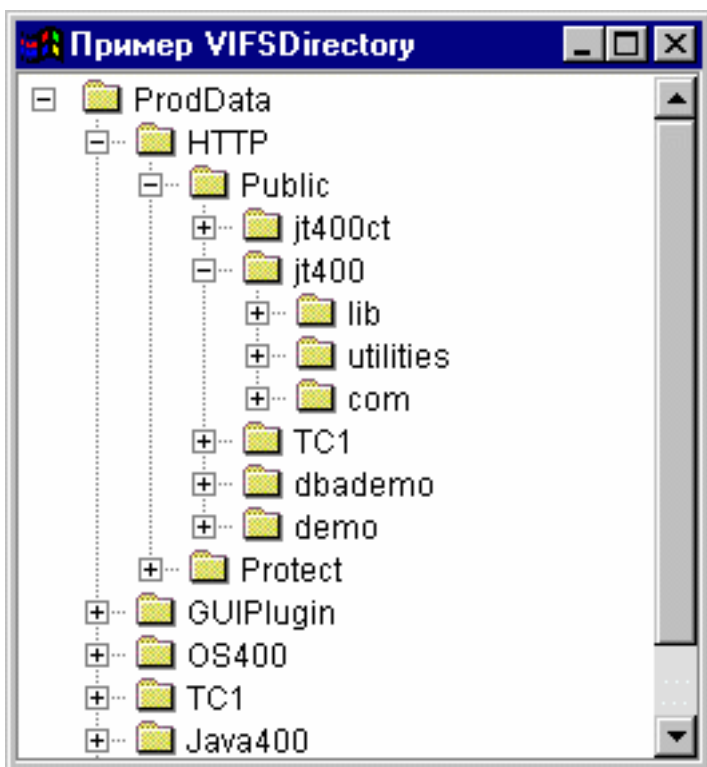 Пример VIFSDirectory
ProdData
HTTP
Public
jt400ct
jt400
lib
utilities
com
TC1
dbademo
demo
Protect
GUIPlugin
OS400
TC1
Java400